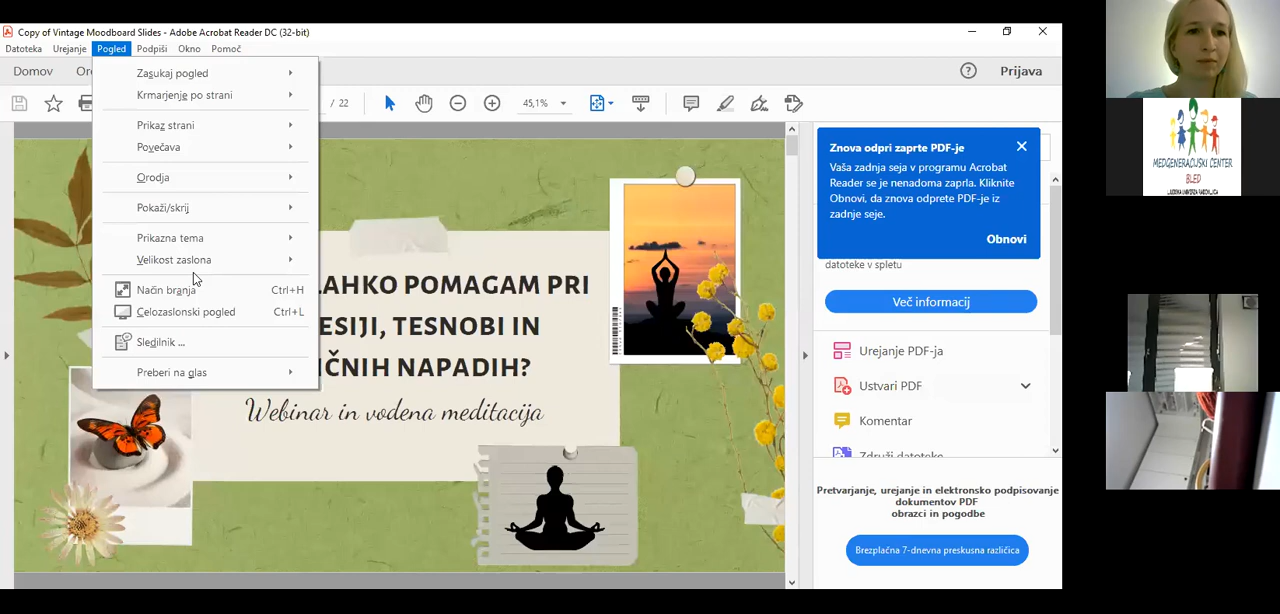 Copy of Vintage Moodboard Slides - Adobe Acrobat Reader DC (32-bit)
Datoteka Urejanje Pogled Podpiši Okno Pomoč
Domov
Prijava
/ 22
45,1%
Zasukaj pogled
Krmarjenje po strani
Prikaz strani
Povečava
Orodja
Pokaži/skrij
Prikazna tema
Velikost zaslona
Način branja Ctrl+H
Celozaslonski pogled Ctrl+L
Sledilnik ...
Preberi na glas
LAHKO POMAGAM PRI
ESIJI, TESNOBI IN
IČNIH NAPADIH?
Webinar in vodena meditacija
Znova odpri zaprte PDF-je
Vaša zadnja seja v programu Acrobat
Reader se je nenadoma zaprla. Kliknite
Obnovi, da znova odprete PDF-je iz
zadnje seje.
Obnovi
datoteke v spletu
Več informacij
Urejanje PDF-ja
Ustvari PDF
Komentar
Združi datoteke
Pretvarjanje, urejanje in elektronsko podpisovanje
dokumentov PDF
obrazci in pogodbe
Brezplačna 7-dnevna preskusna različica
MEDGENERACIJSKI CENTER
BLED
LJUDSKA UNIVERZA RADOVLJICA